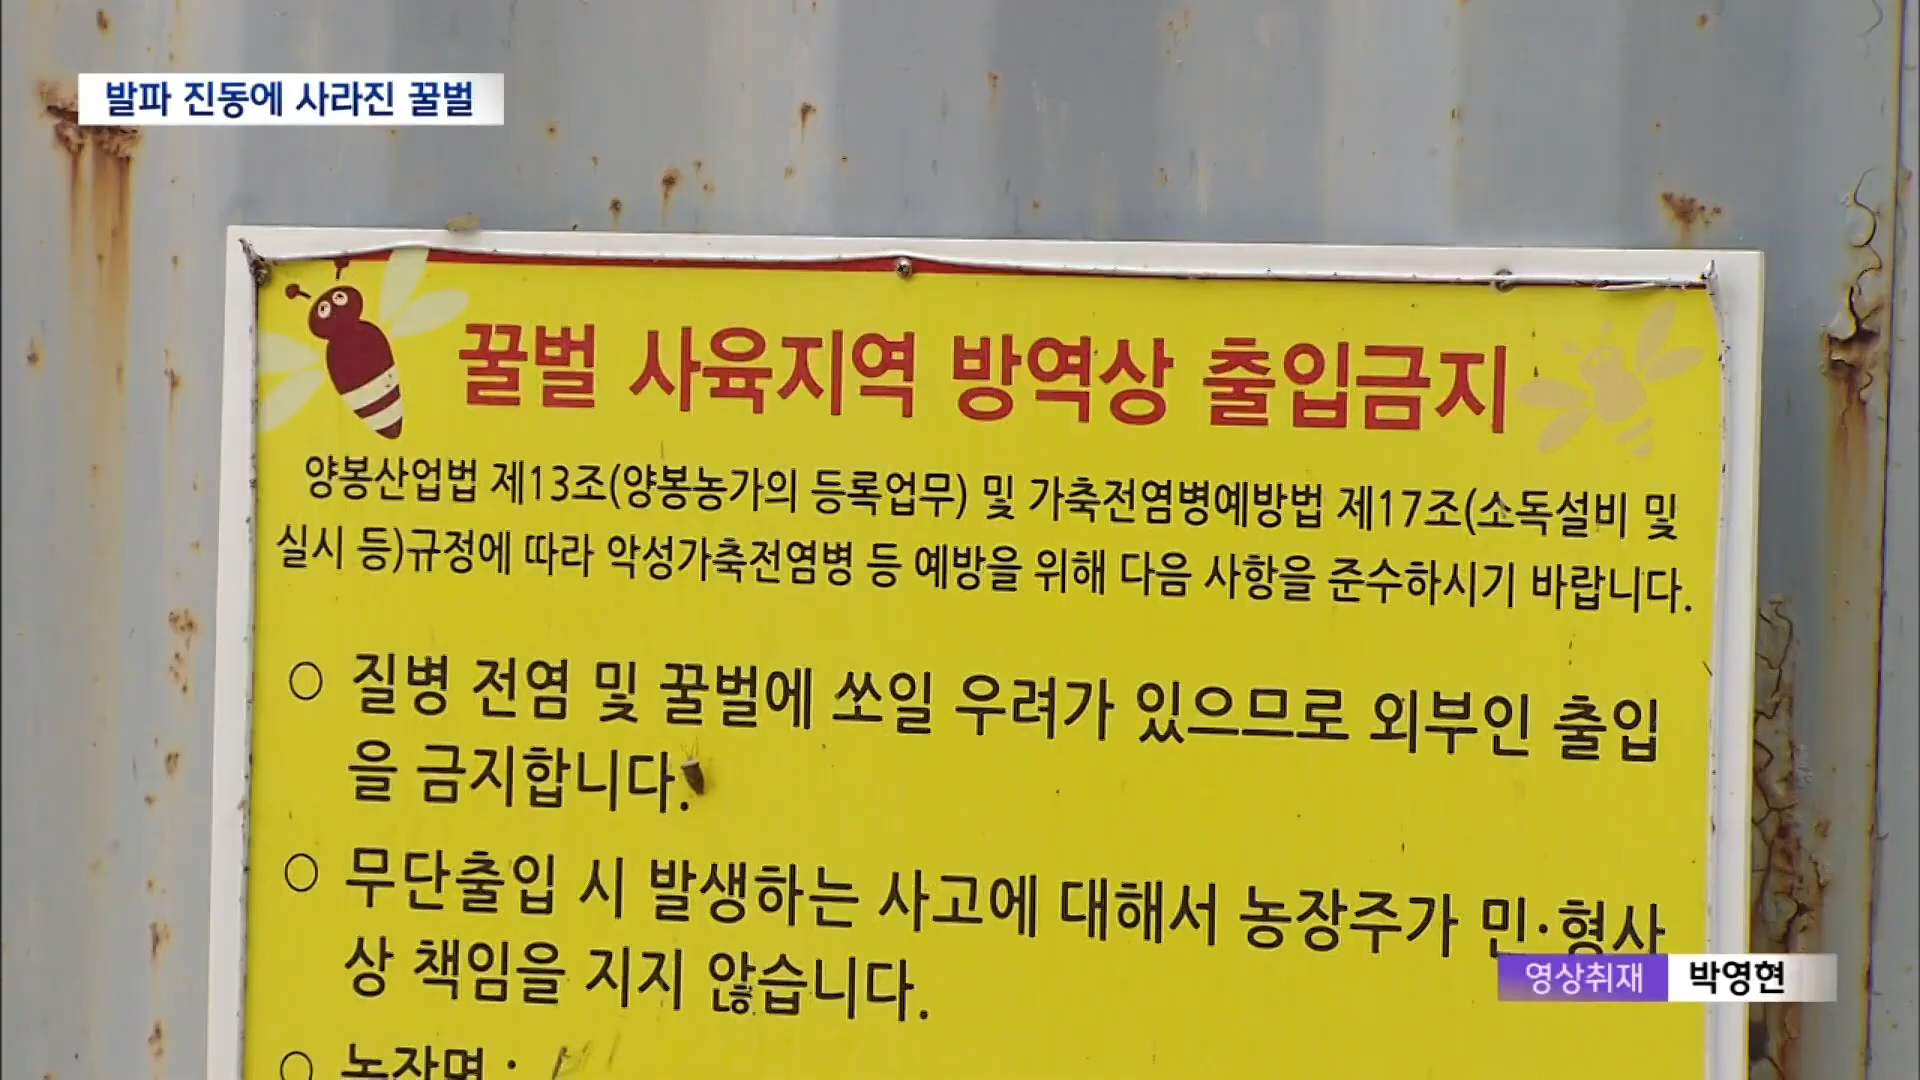 발파 진동에 사라진 꿀벌
꿀벌 사육지역 방역상 출입금지
양봉산업법 제13조(양봉농가의 등록업무) 및 가축전염병예방법 제17조(소독설비 및
실시 등)규정에 따라 악성가축전염병 등 예방을 위해 다음 사항을 준수하시기 바랍니다.
○ 질병 전염 및 꿀벌에 쏘일 우려가 있으므로 외부인 출입
을 금지합니다.
○ 무단출입 시 발생하는 사고에 대해서 농장주가 민·형사
상 책임을 지지 않습니다.
영상취재 박영현
○ 농장명 :